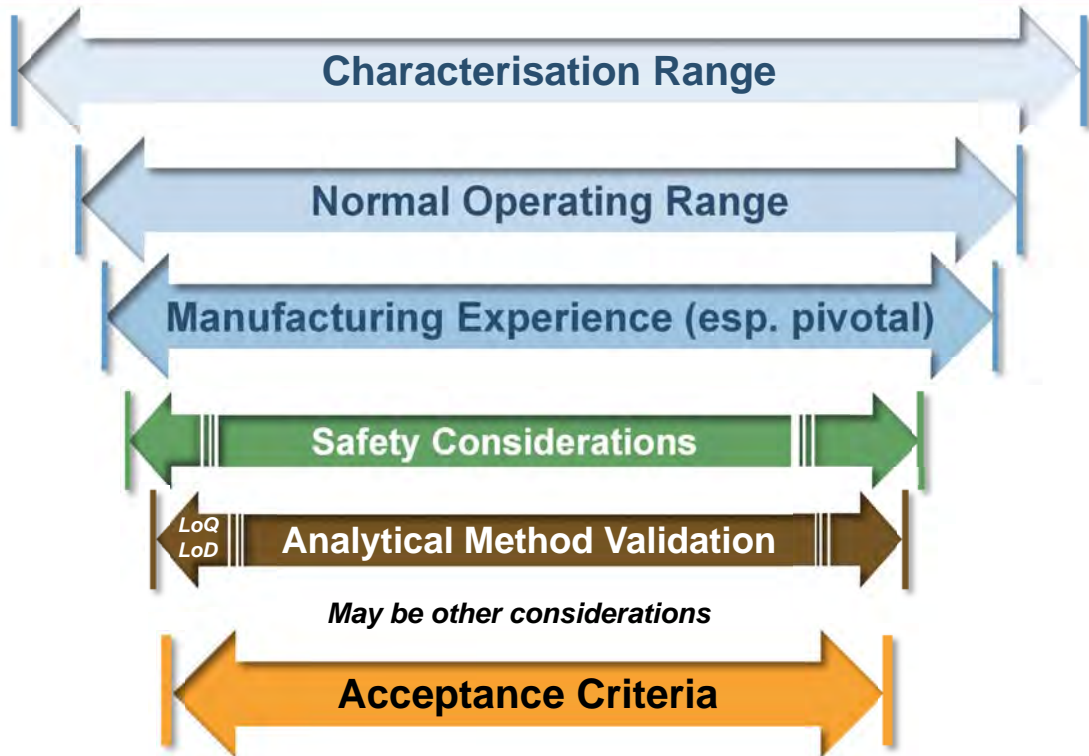 Characterisation Range
Normal Operating Range
Manufacturing Experience (esp. pivotal)
Safety Considerations
LoQ
LoD
Analytical Method Validation
May be other considerations
Acceptance Criteria